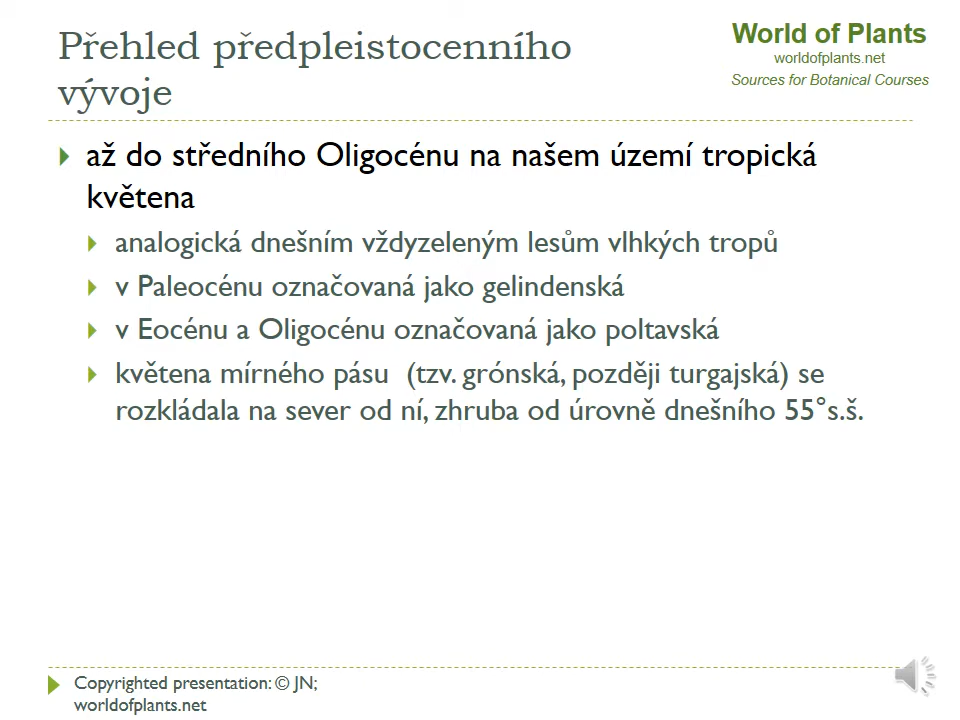 Přehled předpleistocenního
vývoje
World of Plants
worldofplants.net
Sources for Botanical Courses
až do středního Oligocénu na našem území tropická
květena
analogická dnešním vždyzeleným lesům vlhkých tropů
v Paleocénu označovaná jako gelindenská
v Eocénu a Oligocénu označovaná jako poltavská
květena mírného pásu  (tzv. grónská, později turgajská) se
rozkládala na sever od ní, zhruba od úrovně dnešního 55°s.š.
Copyrighted presentation: © JN;
worldofplants.net